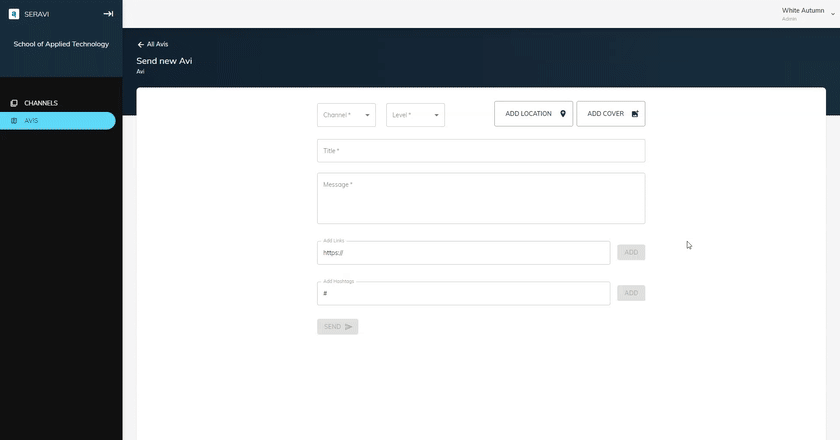 SERAVI
School of Applied Technology
CHANNELS
AVIS
White Autumn
Admin
All Avis
Send new Avi
Avi
Channel *
Level *
ADD LOCATION
ADD COVER
Title *
Message *
Add Links
https://
ADD
Add Hashtags
#
ADD
SEND